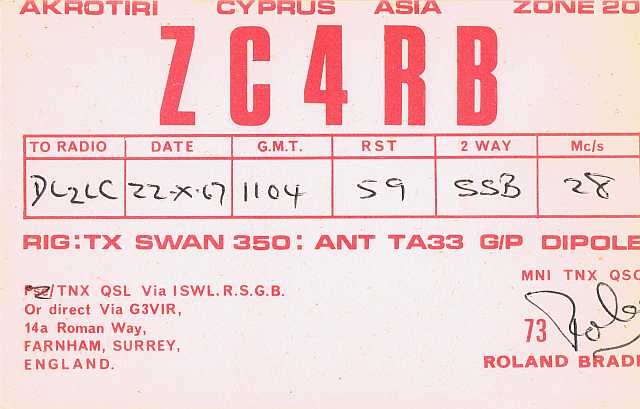 AKROTIRI CYPRUS ASIA ZONE 20
ZC4RB
TO RADIO DATE G.M.T. RST 2 WAY Mc/s
DL2LC 22-X-67 1104 59 SSB 28
RIG:TX SWAN 350: ANT TA33 G/P DIPOLE
MNI TNX QSO
/TNX QSL Via ISWL.R.S.G.B.
Or direct Via G3VIR,
14a Roman Way,
FARNHAM, SURREY,
ENGLAND.
73
ROLAND BRADF